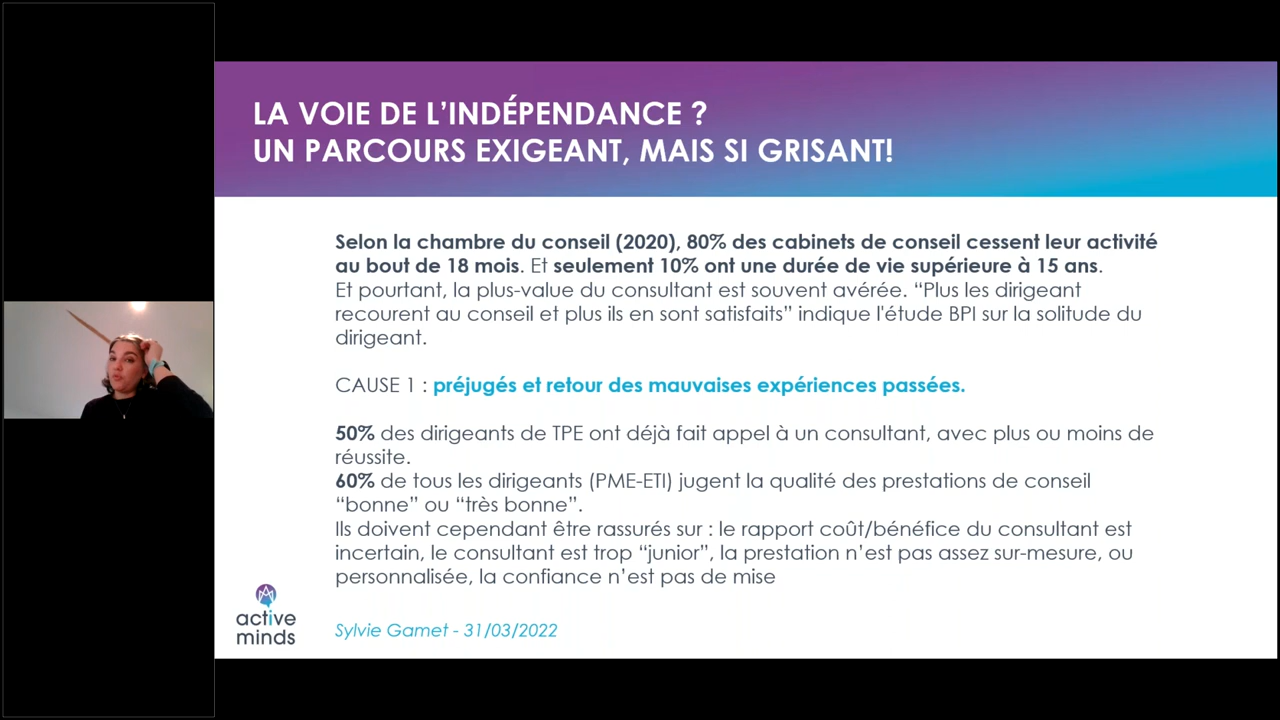 LA VOIE DE L’INDÉPENDANCE ?
UN PARCOURS EXIGEANT, MAIS SI GRISANT!
Selon la chambre du conseil (2020), 80% des cabinets de conseil cessent leur activité
au bout de 18 mois. Et seulement 10% ont une durée de vie supérieure à 15 ans.
Et pourtant, la plus-value du consultant est souvent avérée. “Plus les dirigeant
recourent au conseil et plus ils en sont satisfaits” indique l'étude BPI sur la solitude du
dirigeant.
CAUSE 1 : préjugés et retour des mauvaises expériences passées.
50% des dirigeants de TPE ont déjà fait appel à un consultant, avec plus ou moins de
réussite.
60% de tous les dirigeants (PME-ETI) jugent la qualité des prestations de conseil
“bonne” ou “très bonne”.
Ils doivent cependant être rassurés sur : le rapport coût/bénéfice du consultant est
incertain, le consultant est trop “junior”, la prestation n’est pas assez sur-mesure, ou
personnalisée, la confiance n’est pas de mise
active
minds
Sylvie Gamet - 31/03/2022